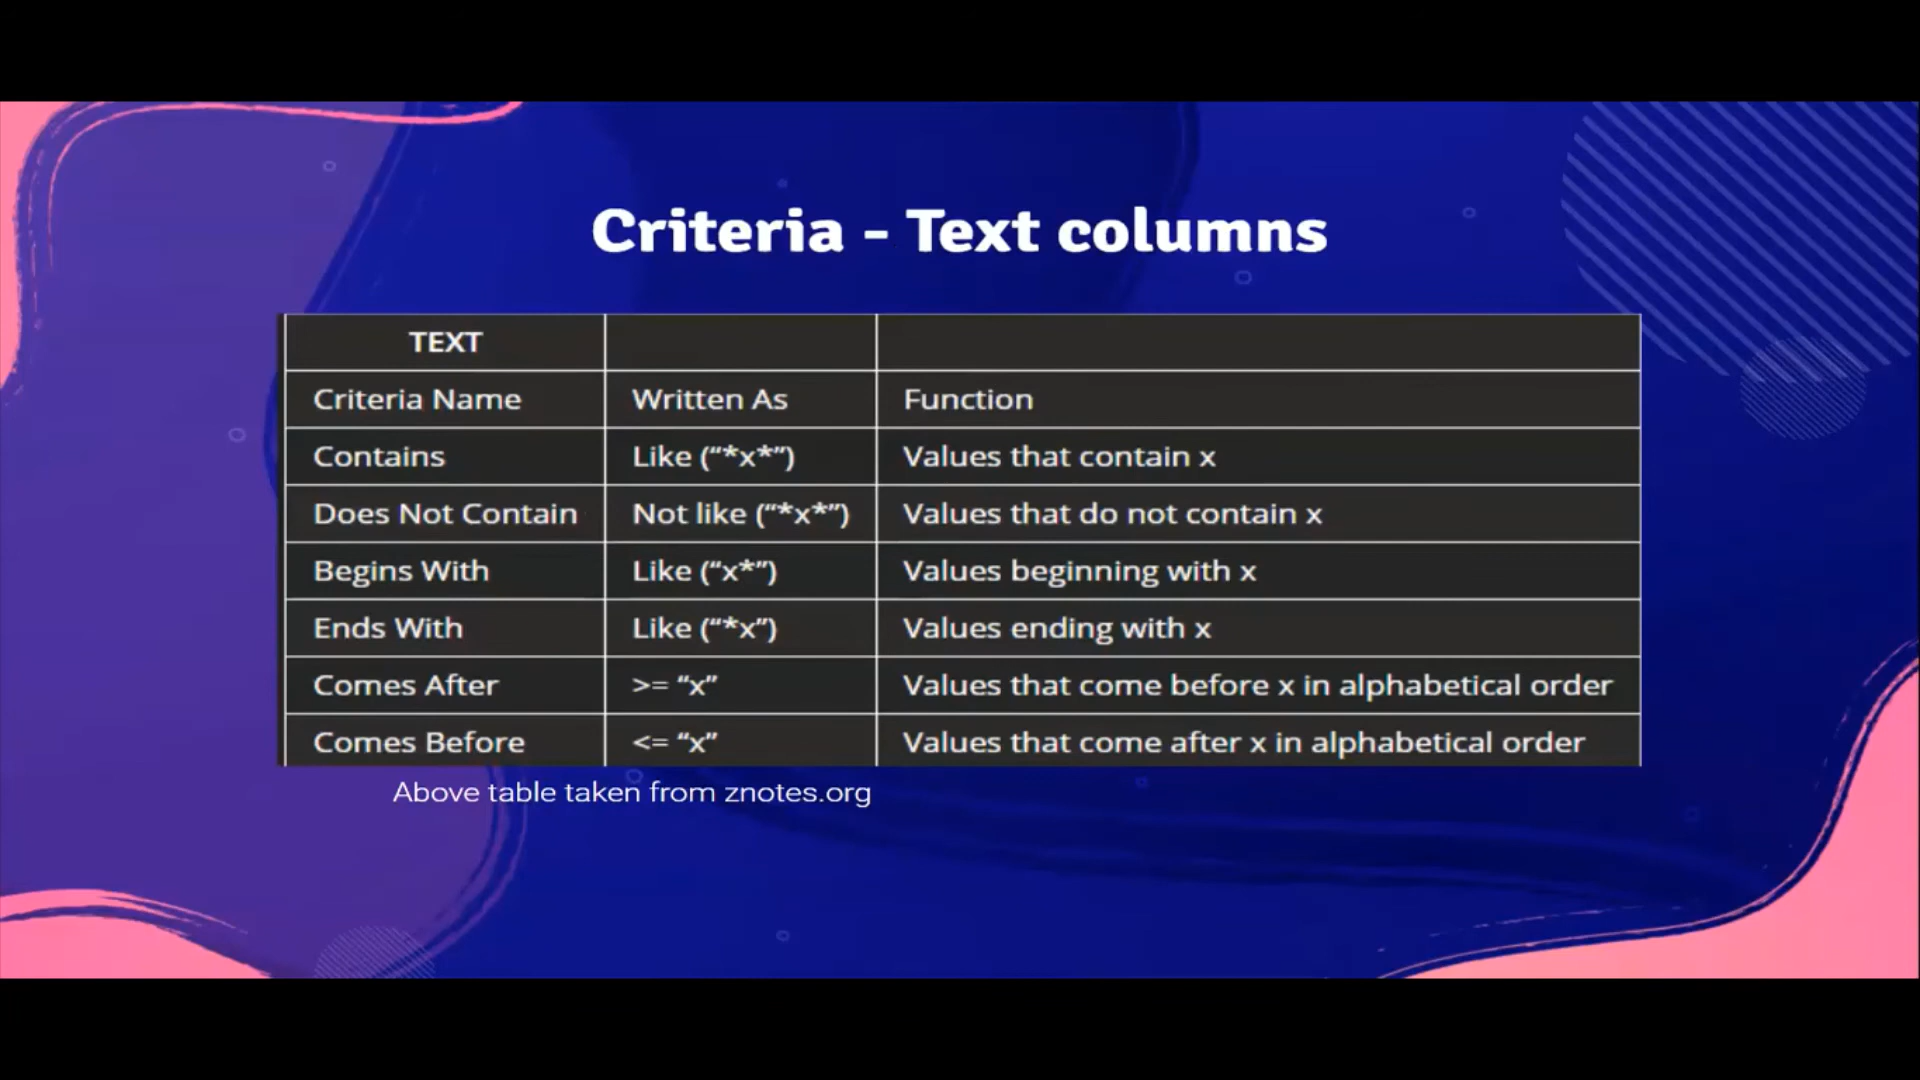 Criteria - Text columns
TEXT
Criteria Name Written As Function
Contains Like (“*x*”) Values that contain x
Does Not Contain Not like (“*x*”) Values that do not contain x
Begins With Like (“x*”) Values beginning with x
Ends With Like (“*x”) Values ending with x
Comes After >= “x” Values that come before x in alphabetical order
Comes Before <= “x” Values that come after x in alphabetical order
Above table taken from znotes.org